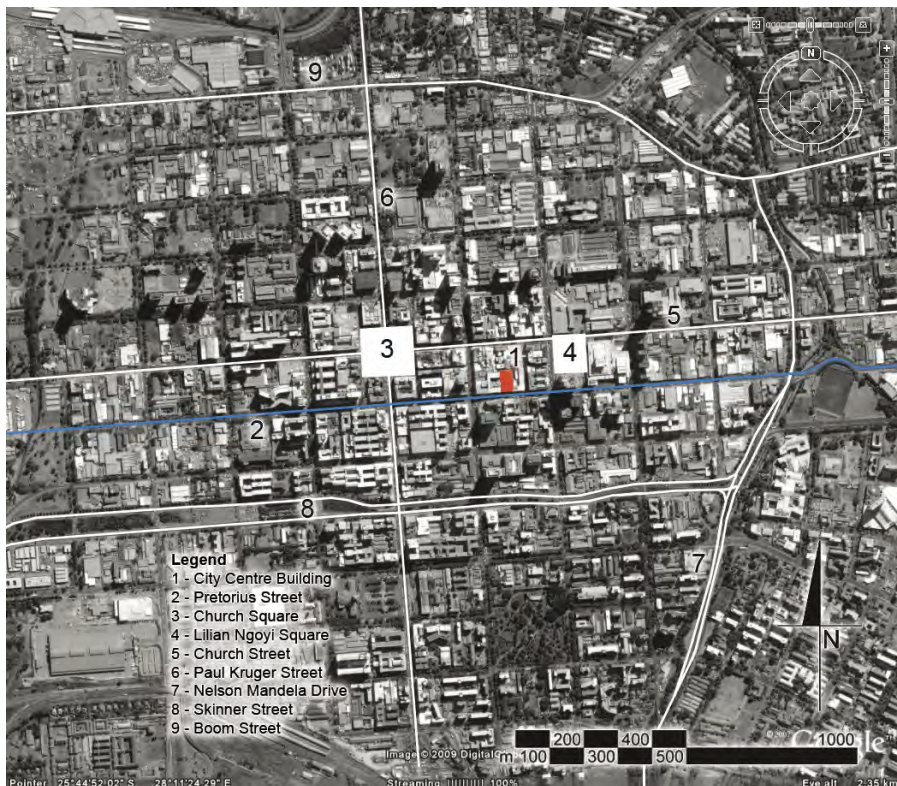 N
9
6
5
3
1
4
2
8
7
Legend
1 - City Centre Building
2 - Pretorius Street
3 - Church Square
4 - Lilian Ngoyi Square
5 - Church Street
6 - Paul Kruger Street
7 - Nelson Mandela Drive
8 - Skinner Street
9 - Boom Street
N
200 400 1000
m 100 300 500
Image © 2009 DigitalGlobe
© 2007 Google™
Pointer 25°44'52.02" S 28°11'24.29" E Streaming 100% Eye alt 2.35 km